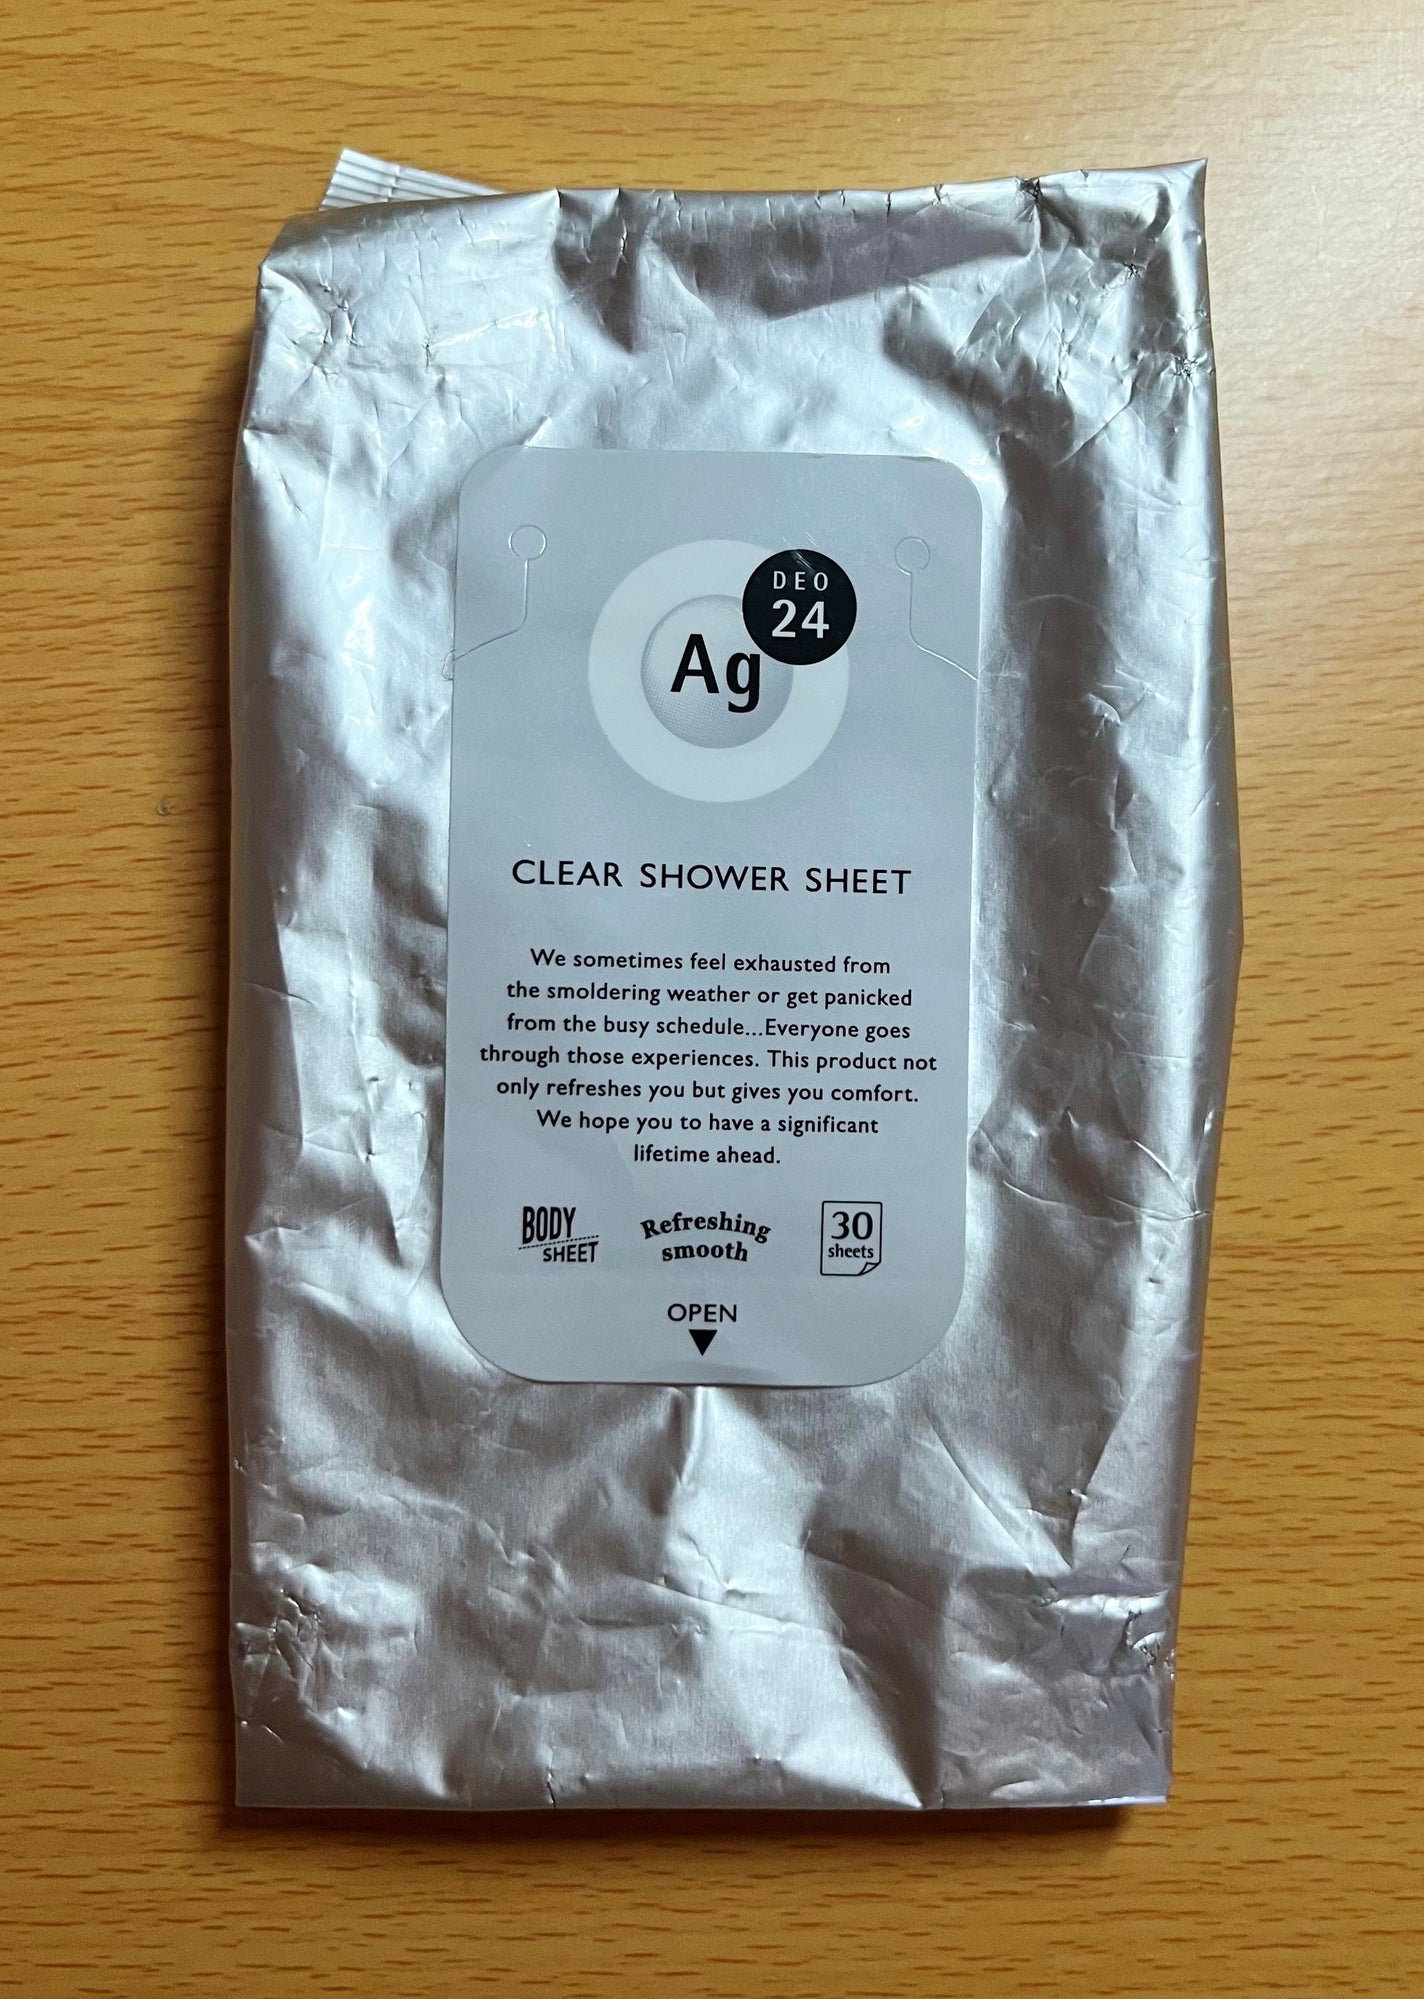 DEO
24
Ag
CLEAR SHOWER SHEET
We sometimes feel exhausted from
the smoldering weather or get panicked
from the busy schedule...Everyone goes
through those experiences. This product not
only refreshes you but gives you comfort.
We hope you to have a significant
lifetime ahead.
BODY
SHEET
Refreshing
smooth
30
sheets
OPEN